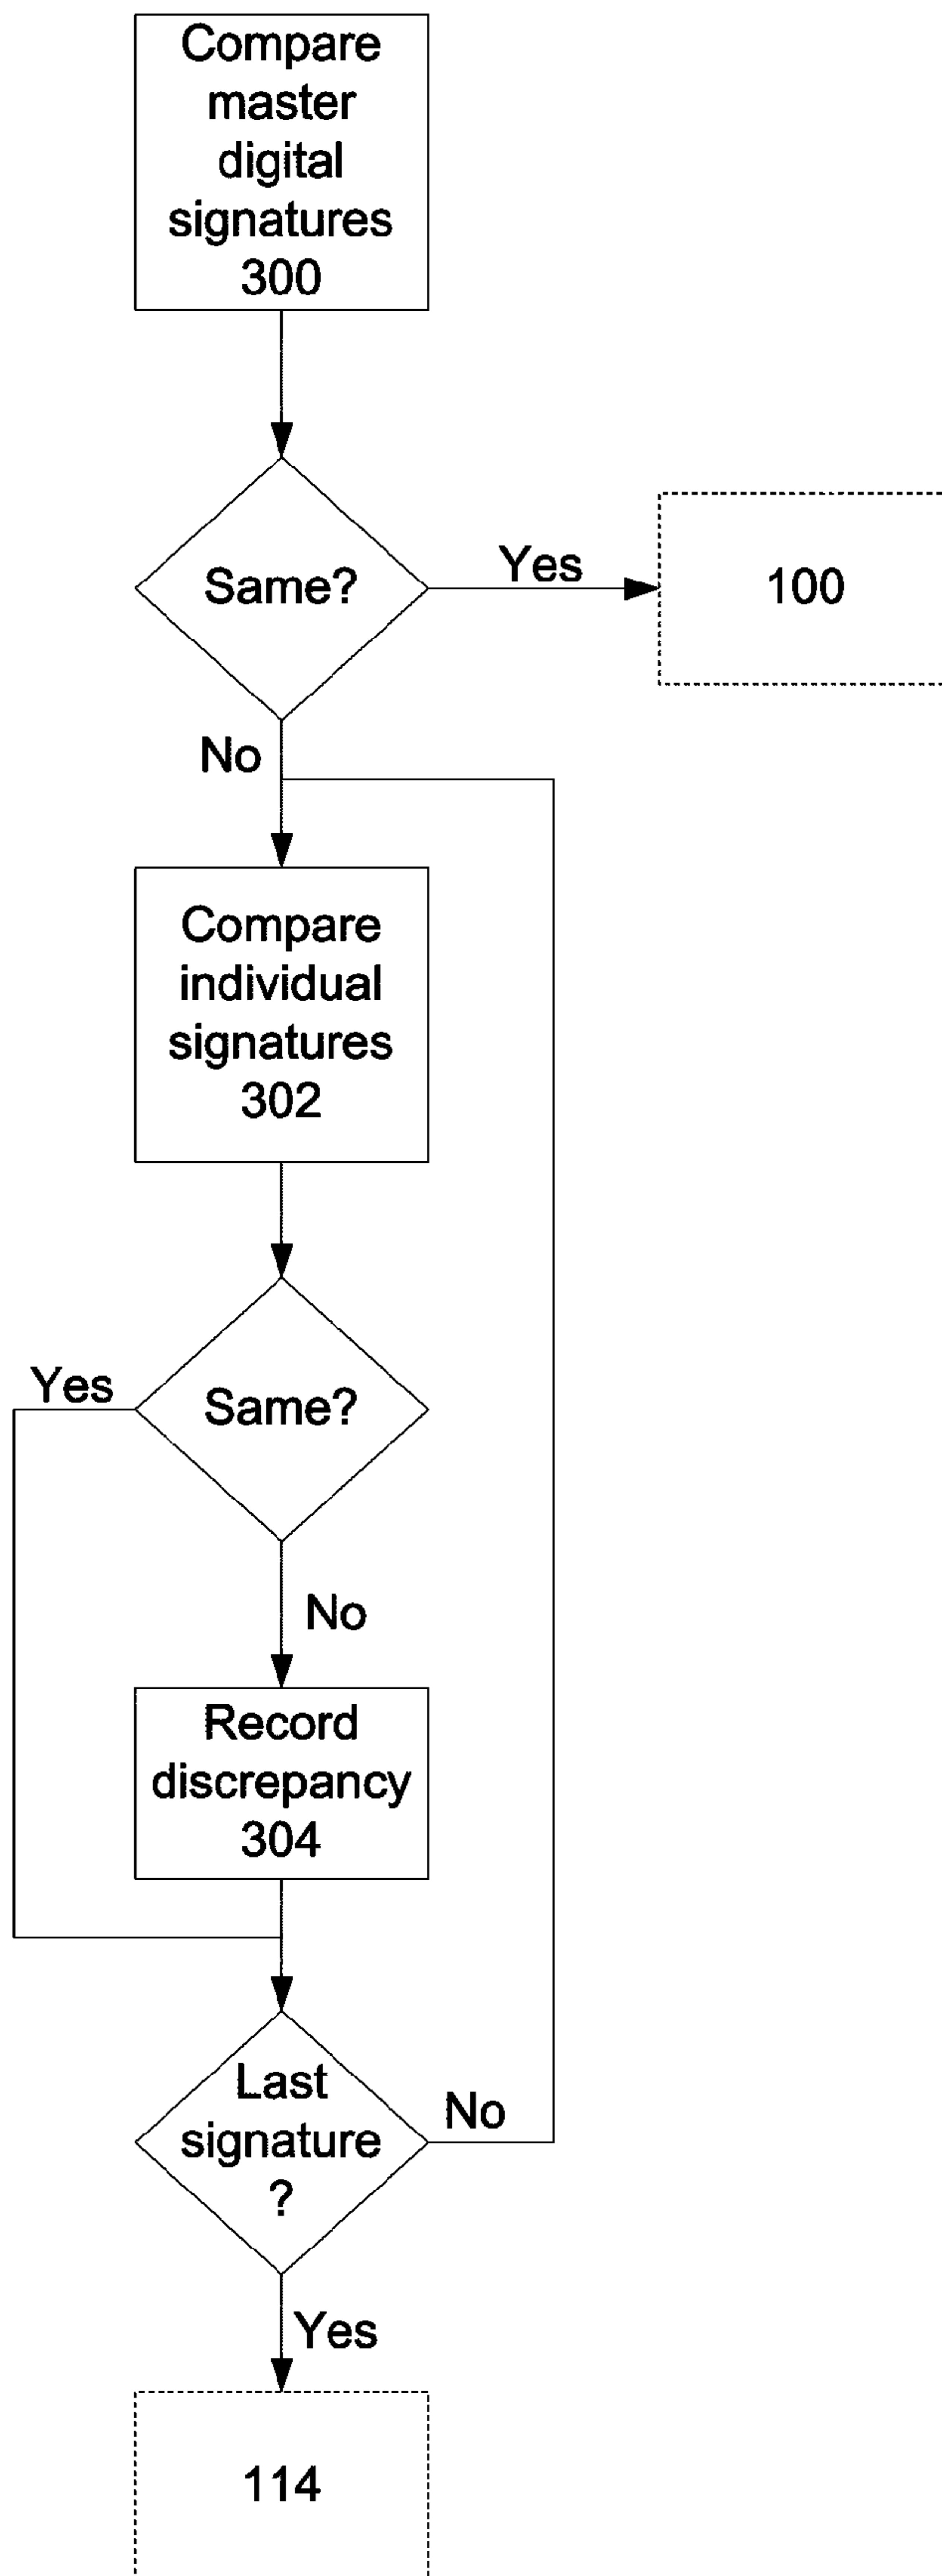 Compare
master
digital
signatures
300
Same?
Yes
100
No
Compare
individual
signatures
302
Yes
Same?
No
Record
discrepancy
304
Last
signature
?
No
Yes
114